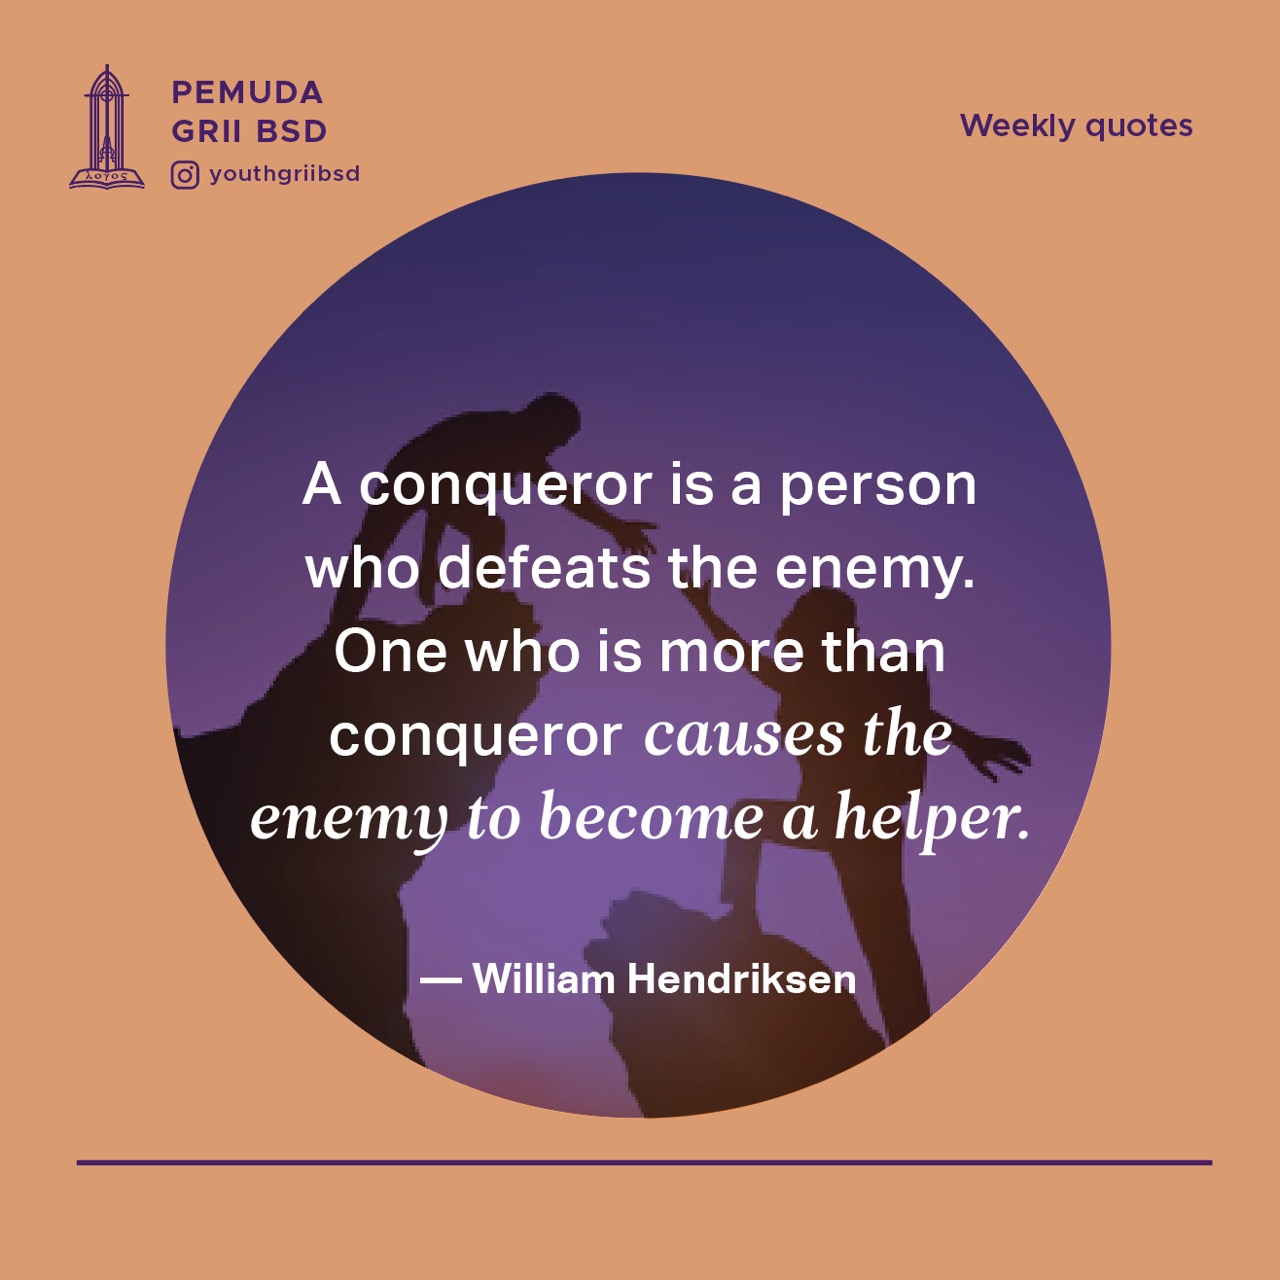 PEMUDA
GRII BSD
youthgriibsd
λογος
Weekly quotes
A conqueror is a person
who defeats the enemy.
One who is more than
conqueror causes the
enemy to become a helper.
— William Hendriksen